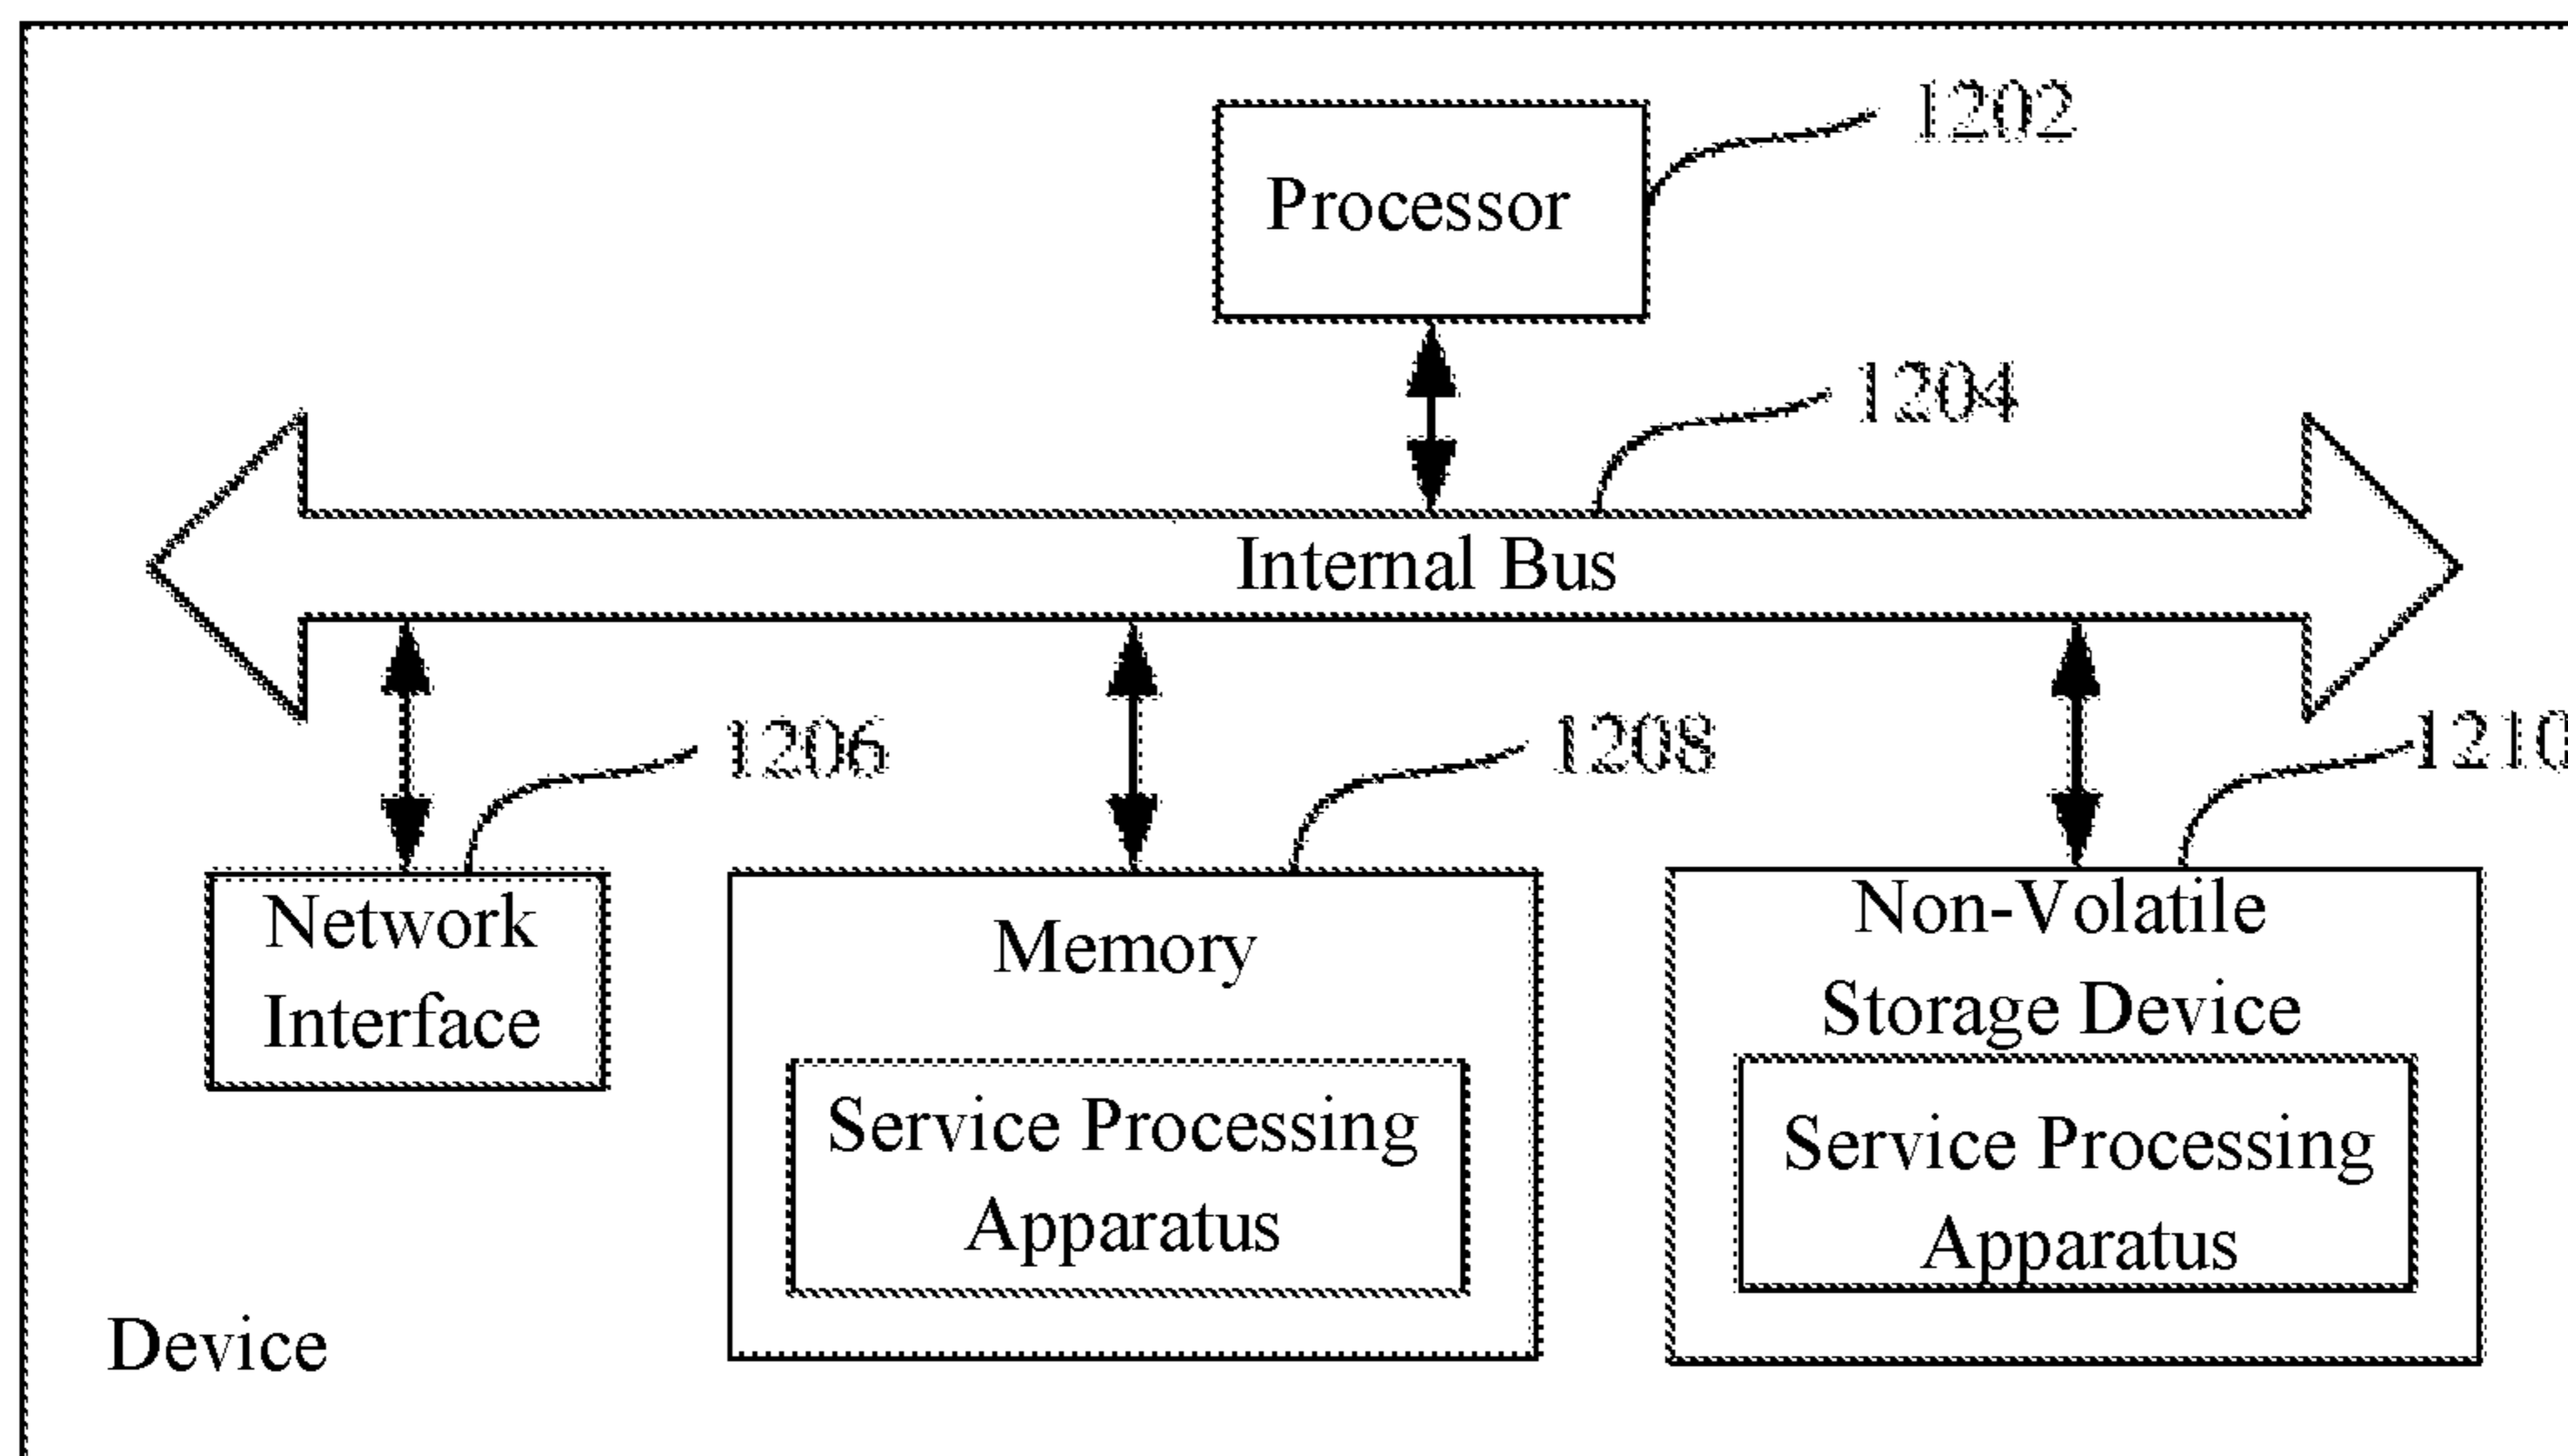 1202
Processor
1204
Internal Bus
1206
1208
1210
Network
Interface
Memory
Service Processing
Apparatus
Non-Volatile
Storage Device
Service Processing
Apparatus
Device